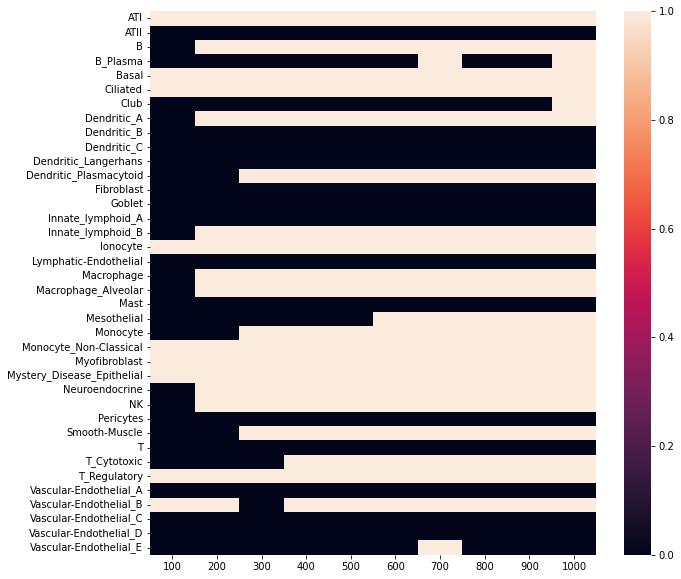 ATI
ATII
B
B_Plasma
Basal
Ciliated
Club
Dendritic_A
Dendritic_B
Dendritic_C
Dendritic_Langerhans
Dendritic_Plasmacytoid
Fibroblast
Goblet
Innate_lymphoid_A
Innate_lymphoid_B
Ionocyte
Lymphatic-Endothelial
Macrophage
Macrophage_Alveolar
Mast
Mesothelial
Monocyte
Monocyte_Non-Classical
Myofibroblast
Mystery_Disease_Epithelial
Neuroendocrine
NK
Pericytes
Smooth-Muscle
T
T_Cytotoxic
T_Regulatory
Vascular-Endothelial_A
Vascular-Endothelial_B
Vascular-Endothelial_C
Vascular-Endothelial_D
Vascular-Endothelial_E
100 200 300 400 500 600 700 800 900 1000
1.0
0.8
0.6
0.4
0.2
0.0